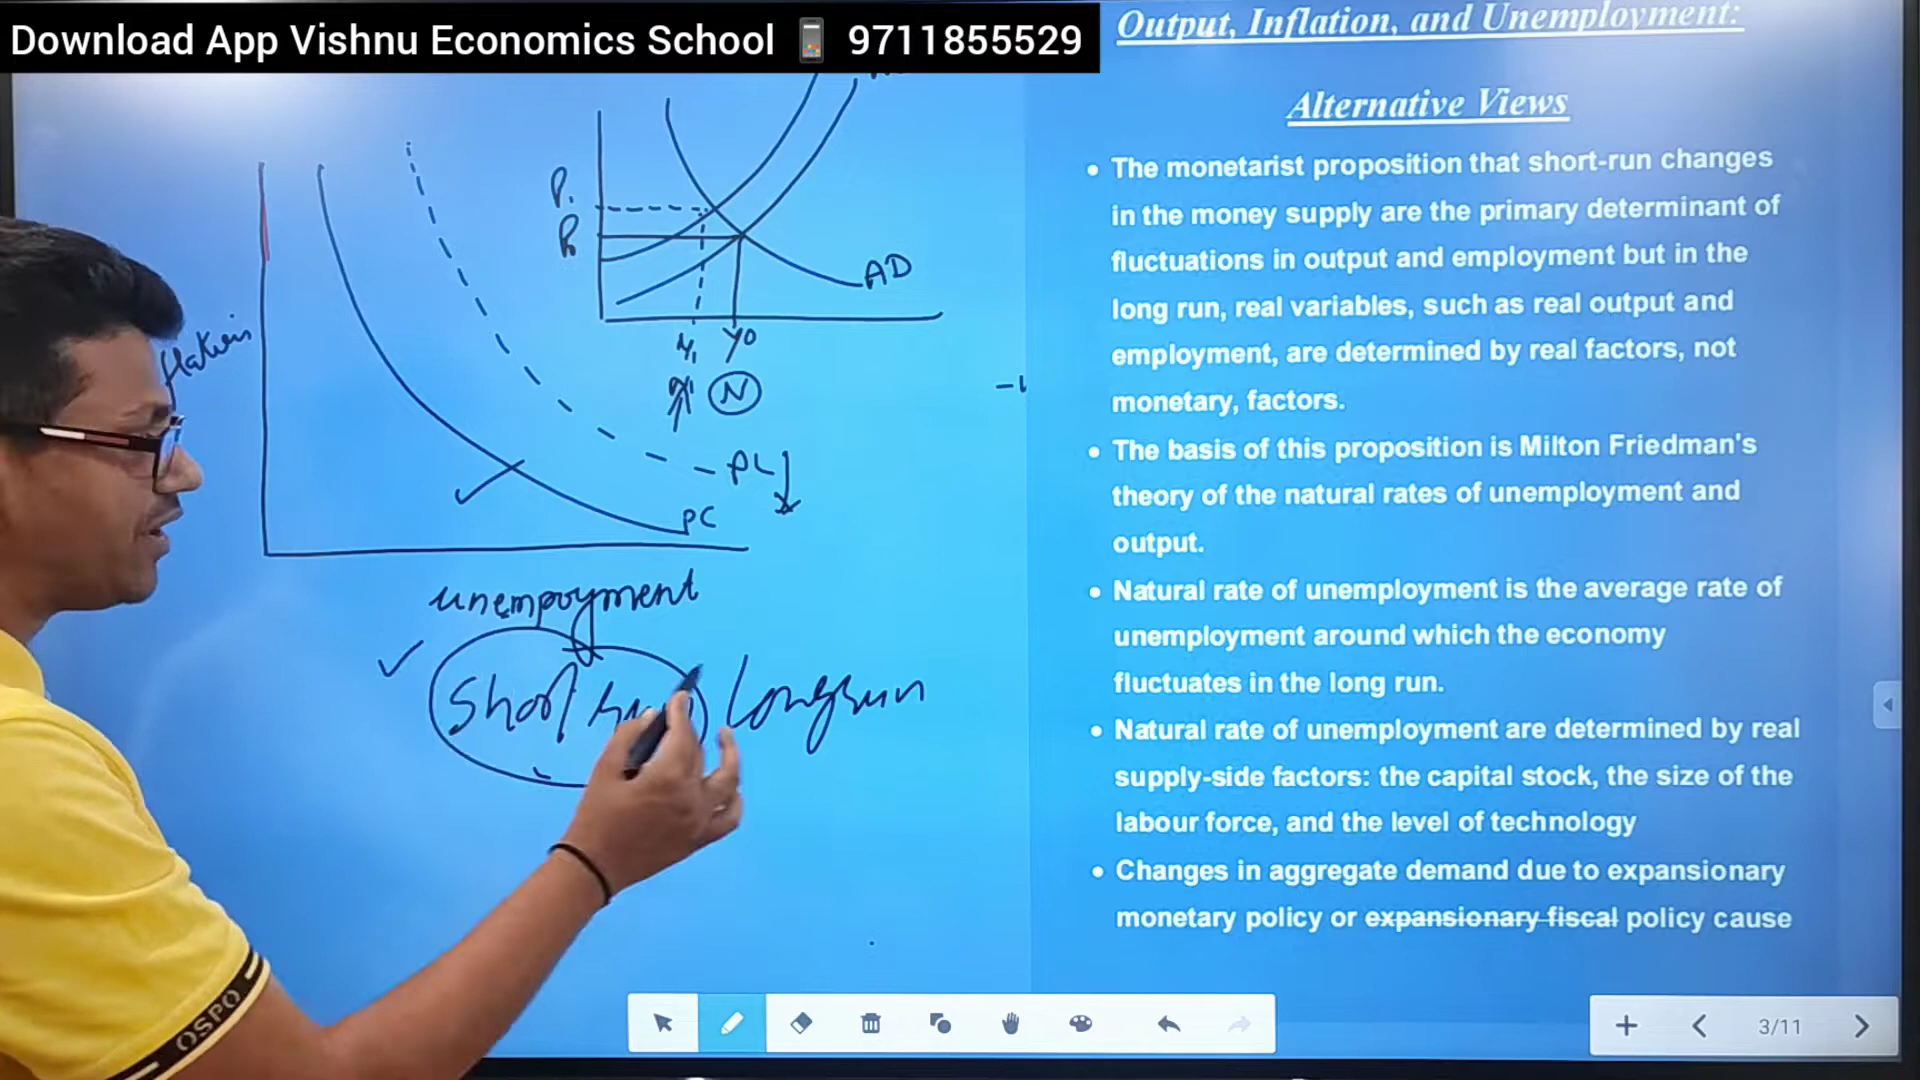 Download App Vishnu Economics School 📱 9711855529
Output, Inflation, and Unemployment:
Alternative Views
• The monetarist proposition that short-run changes
in the money supply are the primary determinant of
fluctuations in output and employment but in the
long run, real variables, such as real output and
employment, are determined by real factors, not
monetary, factors.
• The basis of this proposition is Milton Friedman's
theory of the natural rates of unemployment and
output.
• Natural rate of unemployment is the average rate of
unemployment around which the economy
fluctuates in the long run.
• Natural rate of unemployment are determined by real
supply-side factors: the capital stock, the size of the
labour force, and the level of technology
• Changes in aggregate demand due to expansionary
monetary policy or expansionary fiscal policy cause
P1
P0
AD
Y1 Y0
N
flation
PC
PC
unempoyment
Short run longrun
OSPO
3/11